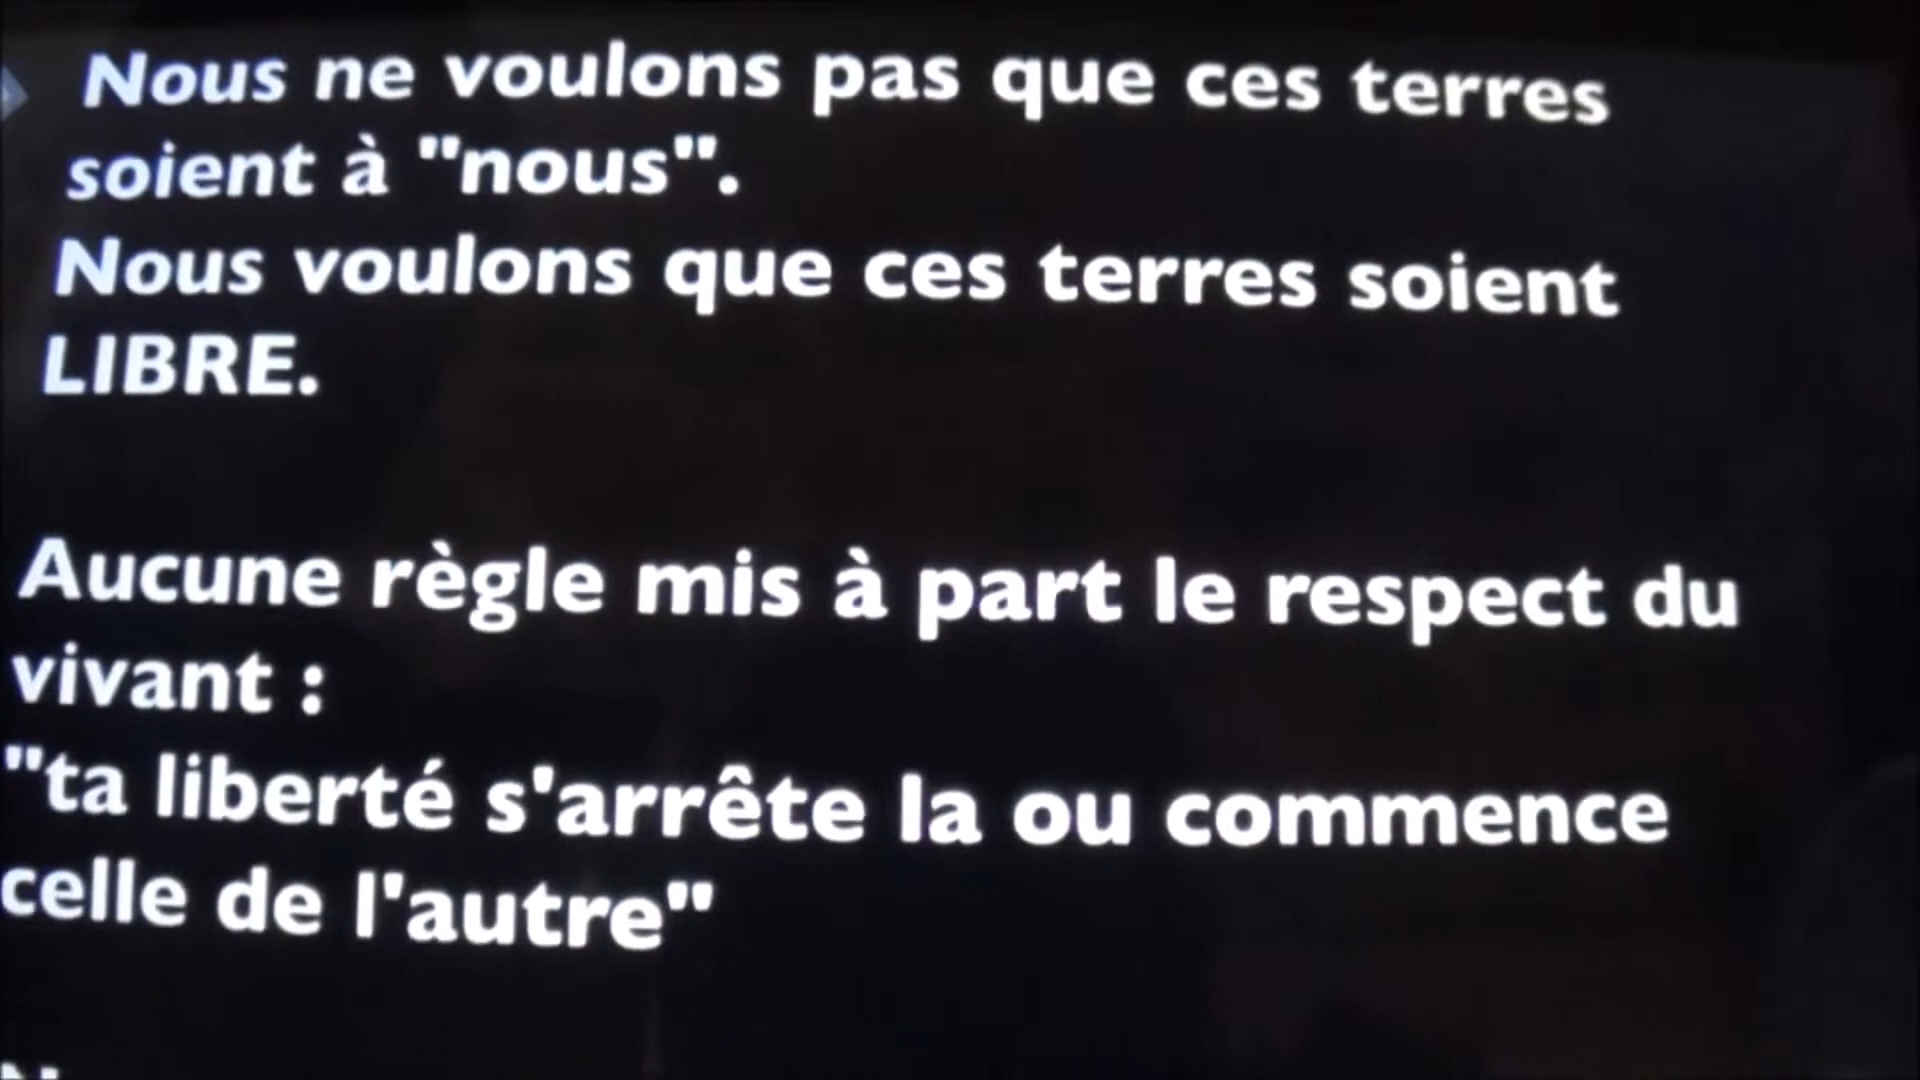 Nous ne voulons pas que ces terres
soient à "nous".
Nous voulons que ces terres soient
LIBRE.
Aucune règle mis à part le respect du
vivant :
"ta liberté s'arrête la ou commence
celle de l'autre"